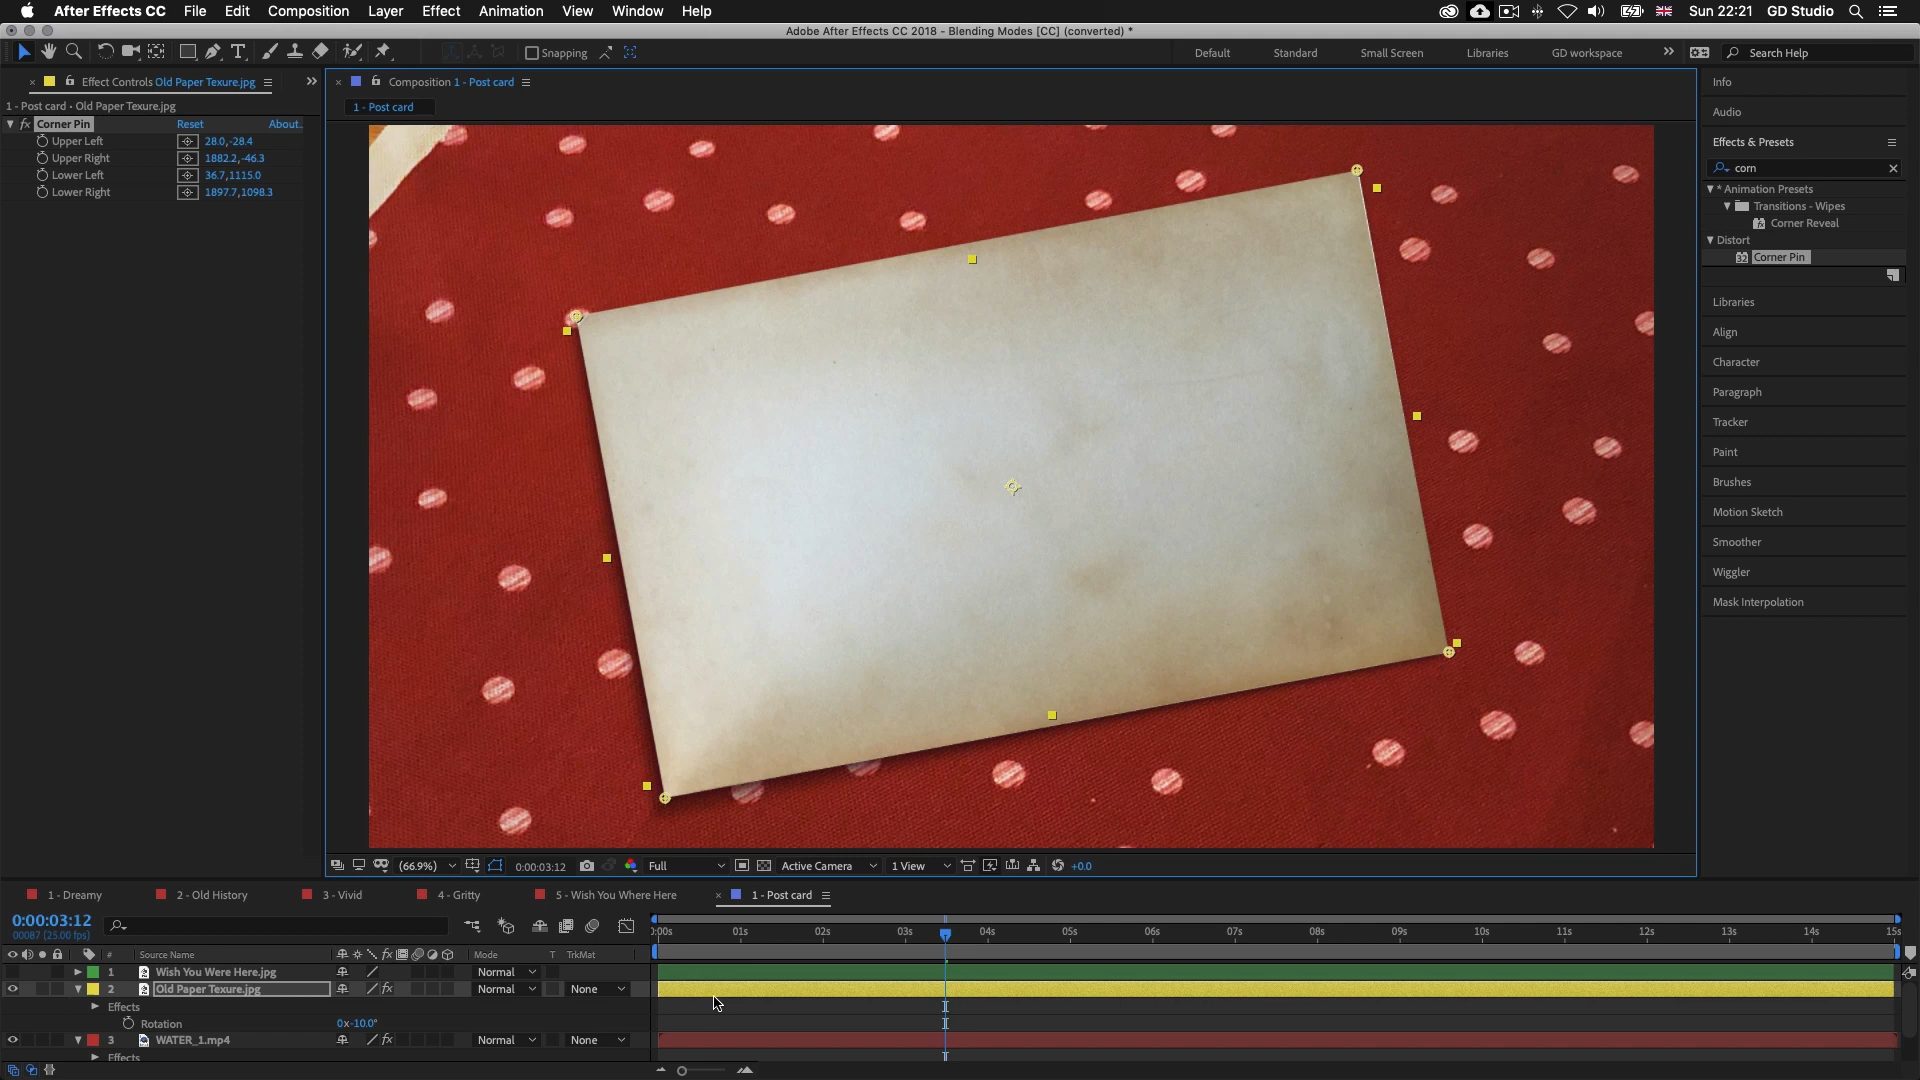 After Effects CC File Edit Composition Layer Effect Animation View Window Help Sun 22:21 GD Studio
Adobe After Effects CC 2018 - Blending Modes [CC] (converted) *
Snapping Default Standard Small Screen Libraries GD workspace Search Help
Effect Controls Old Paper Texure.jpg
Composition 1 - Post card
Info
1 - Post card • Old Paper Texure.jpg
1 - Post card
Audio
fx Corner Pin Reset About..
Upper Left 28.0,-28.4
Upper Right 1882.2,-46.3
Lower Left 36.7,1115.0
Lower Right 1897.7,1098.3
Effects & Presets
corn
* Animation Presets
Transitions - Wipes
Corner Reveal
Distort
32 Corner Pin
Libraries
Align
Character
Paragraph
Tracker
Paint
Brushes
Motion Sketch
Smoother
Wiggler
Mask Interpolation
(66.9%) 0:00:03:12 Full Active Camera 1 View +0.0
1 - Dreamy 2 - Old History 3 - Vivid 4 - Gritty 5 - Wish You Where Here 1 - Post card
0:00:03:12
00087 (25.00 fps)
:00s 01s 02s 03s 04s 05s 06s 07s 08s 09s 10s 11s 12s 13s 14s 15s
# Source Name fx Mode T TrkMat
1 Wish You Were Here.jpg Normal
2 Old Paper Texure.jpg fx Normal None
Effects
Rotation 0x-10.0°
3 WATER_1.mp4 fx Normal None
Effects